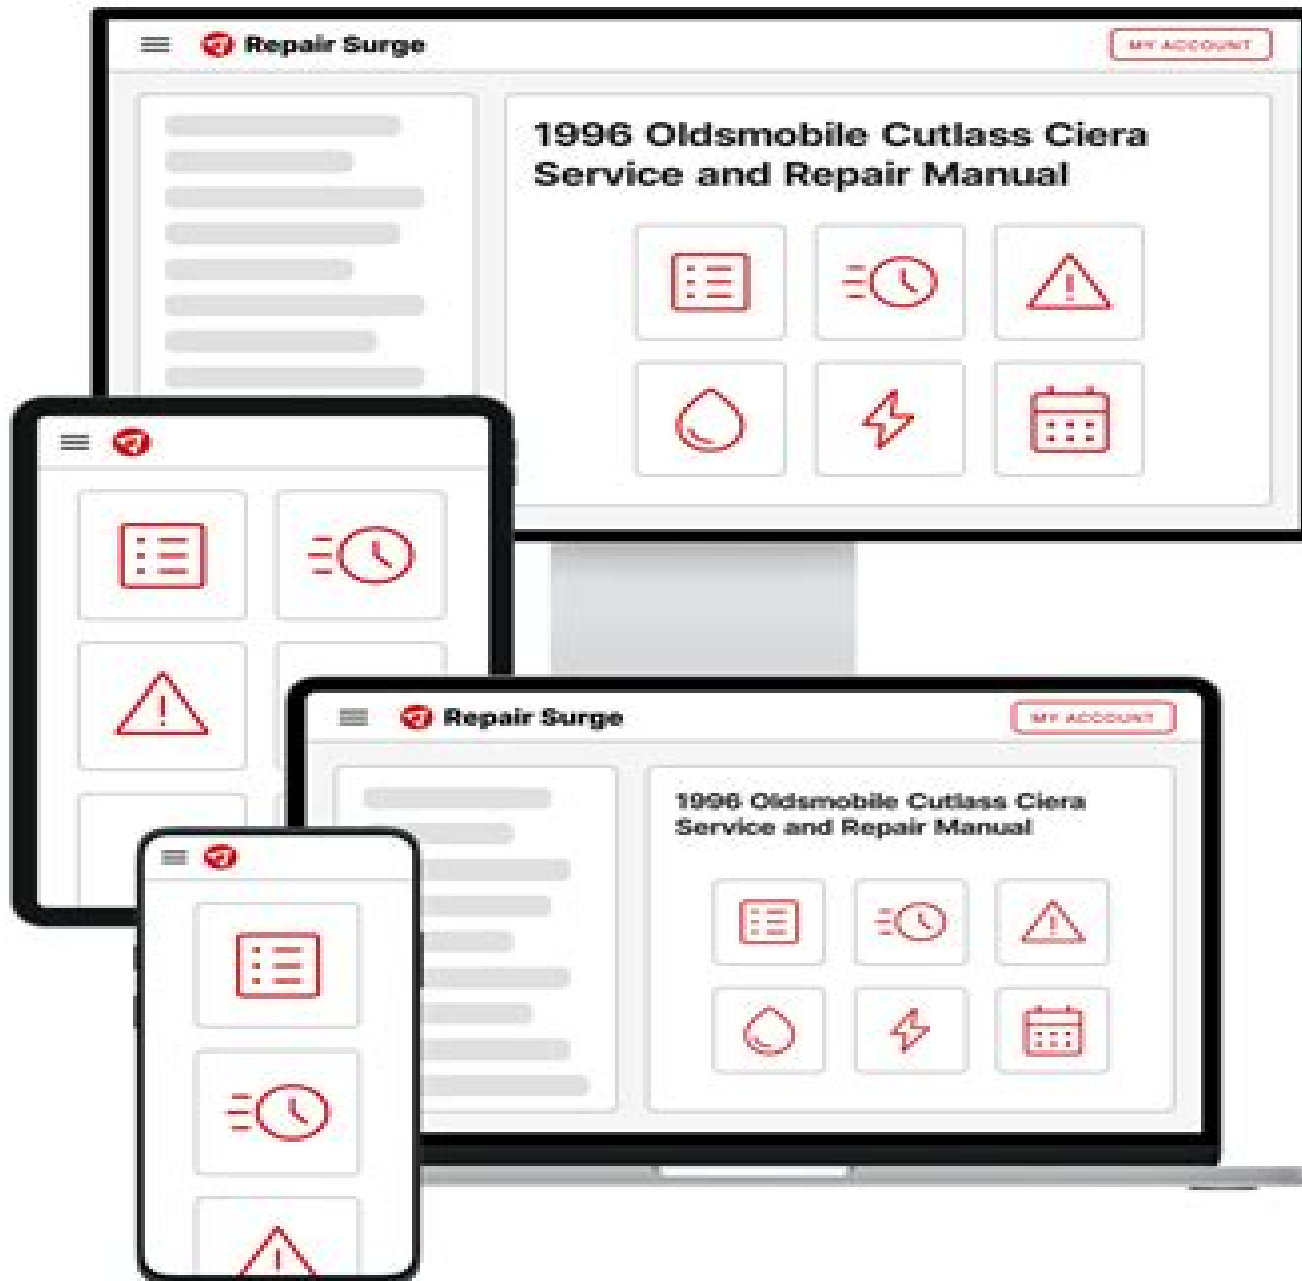 Repair Surge
MY ACCOUNT
1996 Oldsmobile Cutlass Ciera
Service and Repair Manual
Repair Surge
MY ACCOUNT
1996 Oldsmobile Cutlass Ciera
Service and Repair Manual